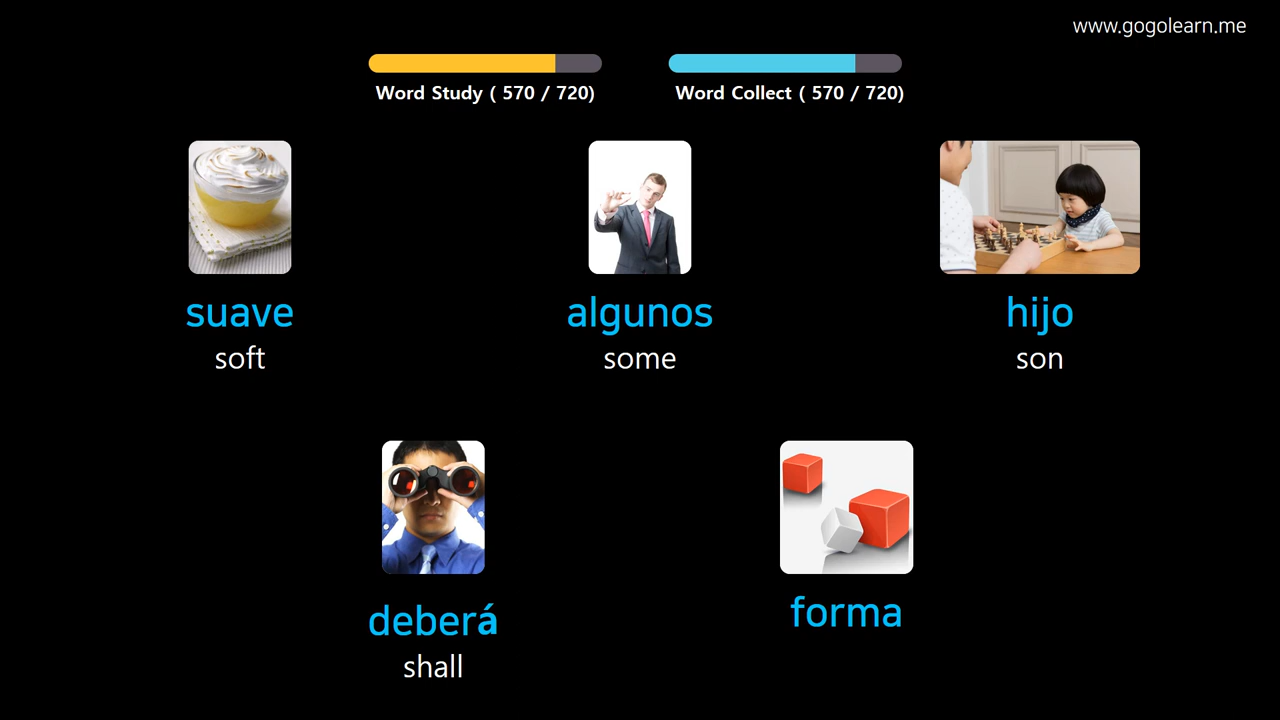 www.gogolearn.me
Word Study ( 570 / 720)
Word Collect ( 570 / 720)
suave
soft
algunos
some
hijo
son
deberá
shall
forma